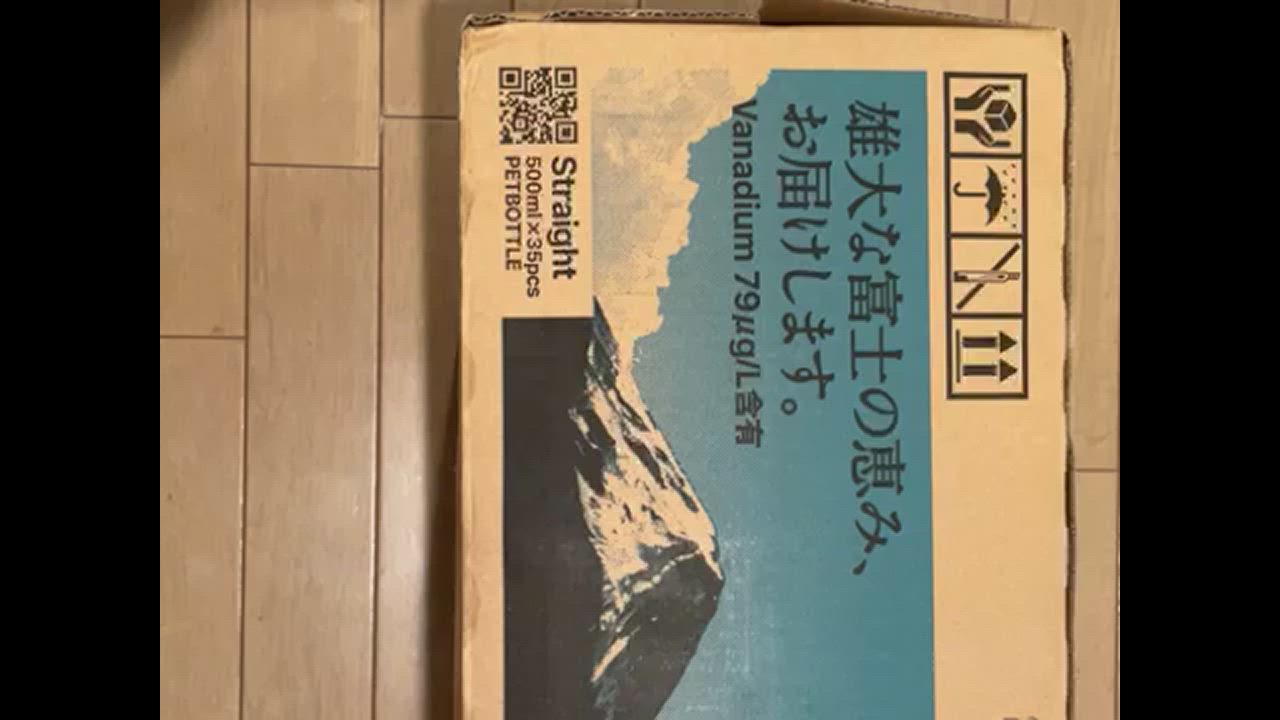 雄大な富士の恵み、
お届けします。
Vanadium 79μg/L含有
Straight
500ml×35pcs
PETBOTTLE